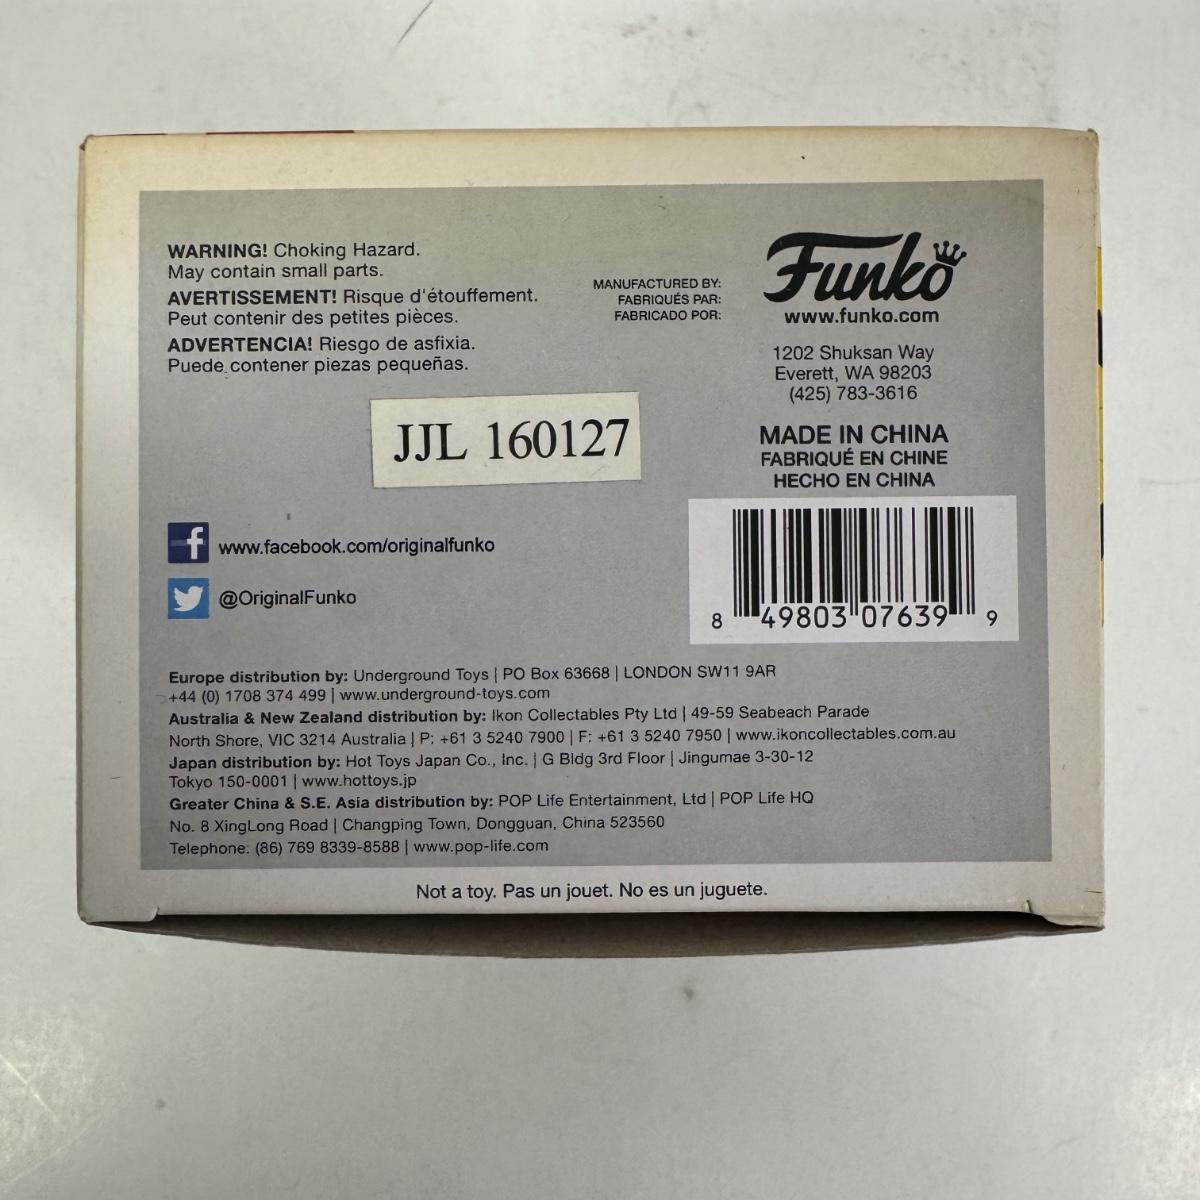 WARNING! Choking Hazard.
May contain small parts.
AVERTISSEMENT! Risque d'étouffement.
Peut contenir des petites pièces.
ADVERTENCIA! Riesgo de asfixia.
Puede contener piezas pequeñas.
MANUFACTURED BY:
FABRIQUÉS PAR:
FABRICADO POR:
Funko
www.funko.com
1202 Shuksan Way
Everett, WA 98203
(425) 783-3616
MADE IN CHINA
FABRIQUÉ EN CHINE
HECHO EN CHINA
JJL 160127
f www.facebook.com/originalfunko
@OriginalFunko
8 49803 07639 9
Europe distribution by: Underground Toys | PO Box 63668 | LONDON SW11 9AR
+44 (0) 1708 374 499 | www.underground-toys.com
Australia & New Zealand distribution by: Ikon Collectables Pty Ltd | 49-59 Seabeach Parade
North Shore, VIC 3214 Australia | P: +61 3 5240 7900 | F: +61 3 5240 7950 | www.ikoncollectables.com.au
Japan distribution by: Hot Toys Japan Co., Inc. | G Bldg 3rd Floor | Jingumae 3-30-12
Tokyo 150-0001 | www.hottoys.jp
Greater China & S.E. Asia distribution by: POP Life Entertainment, Ltd | POP Life HQ
No. 8 XingLong Road | Changping Town, Dongguan, China 523560
Telephone: (86) 769 8339-8588 | www.pop-life.com
Not a toy. Pas un jouet. No es un juguete.